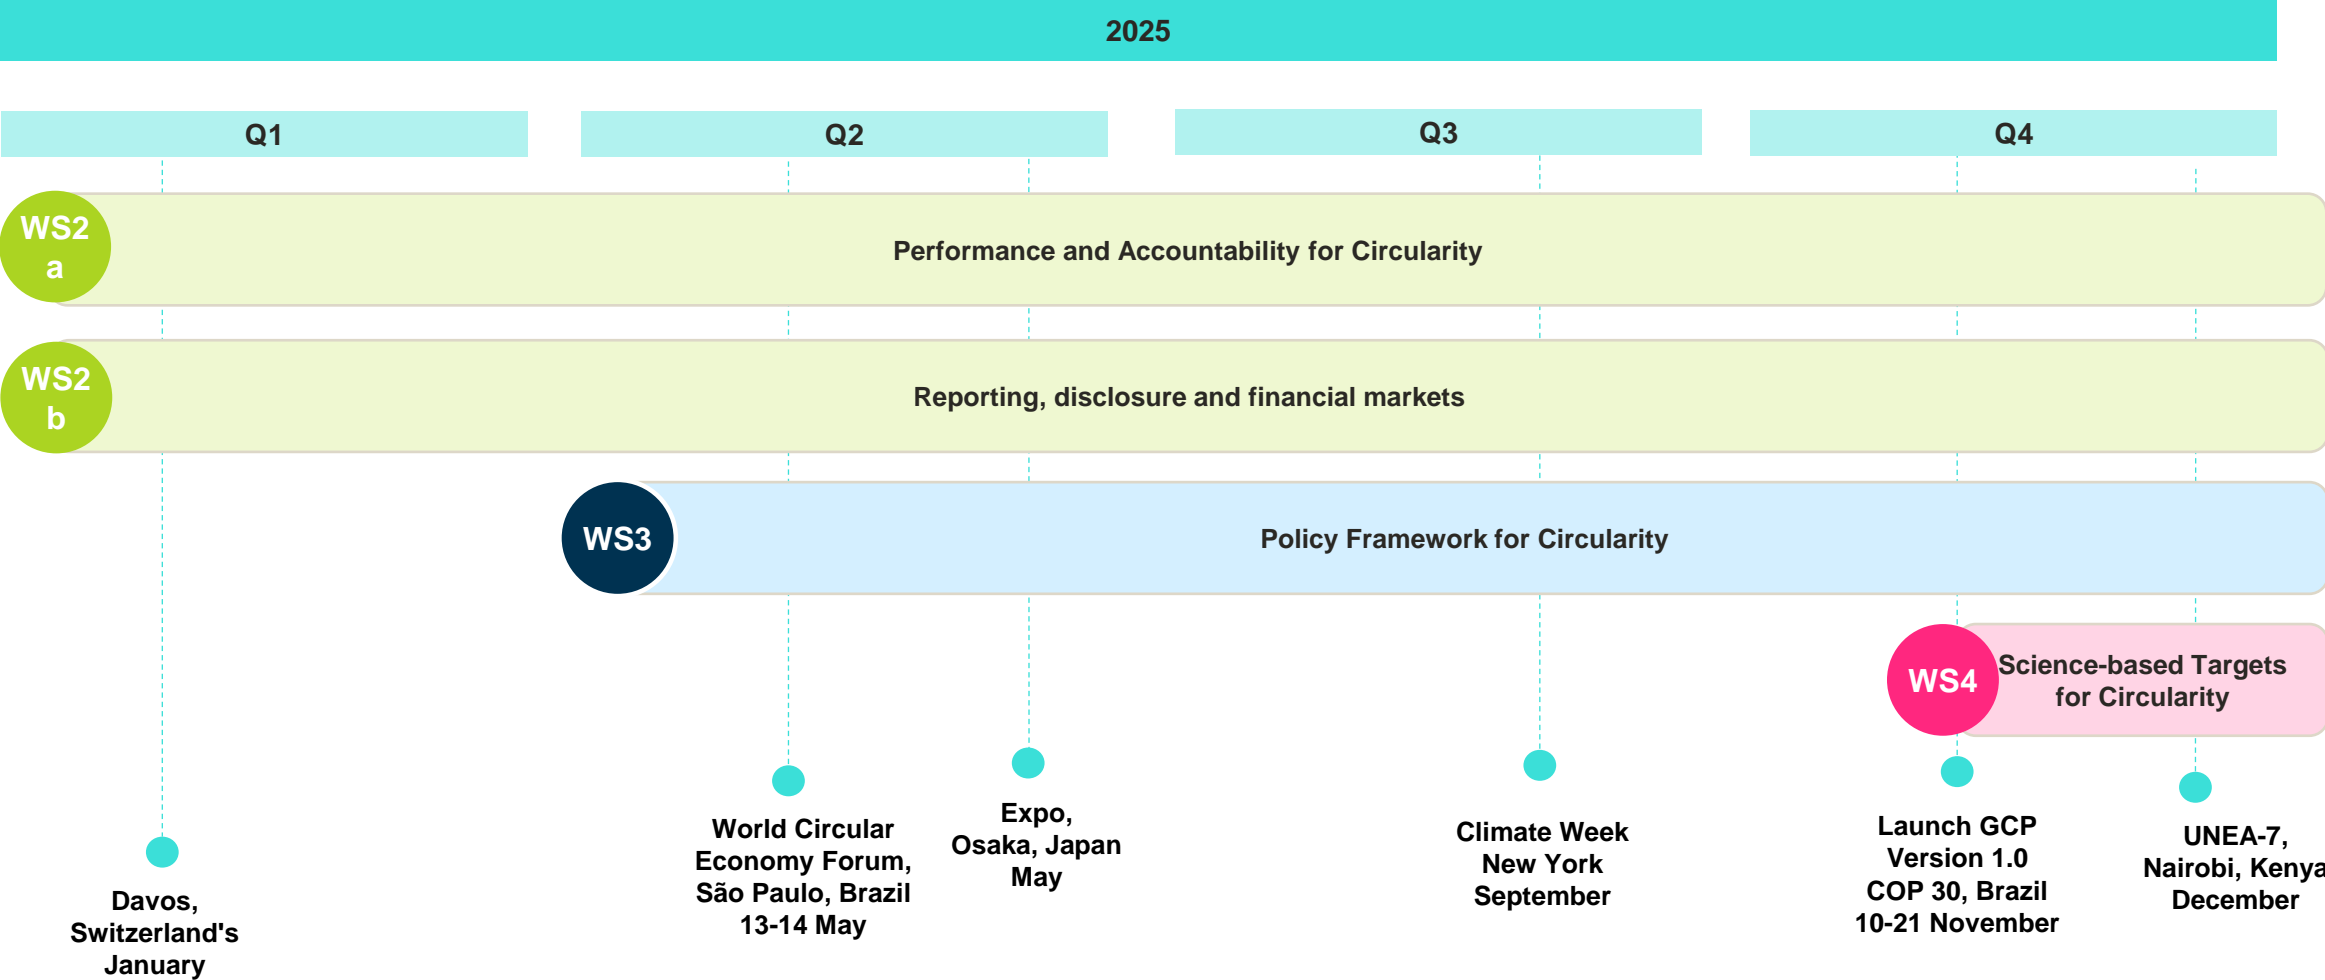 2025
Q1
Q2
Q3
Q4
WS2
a
Performance and Accountability for Circularity
WS2
b
Reporting, disclosure and financial markets
WS3
Policy Framework for Circularity
WS4
Science-based Targets
for Circularity
Davos,
Switzerland's
January
World Circular
Economy Forum,
São Paulo, Brazil
13-14 May
Expo,
Osaka, Japan
May
Climate Week
New York
September
Launch GCP
Version 1.0
COP 30, Brazil
10-21 November
UNEA-7,
Nairobi, Kenya
December